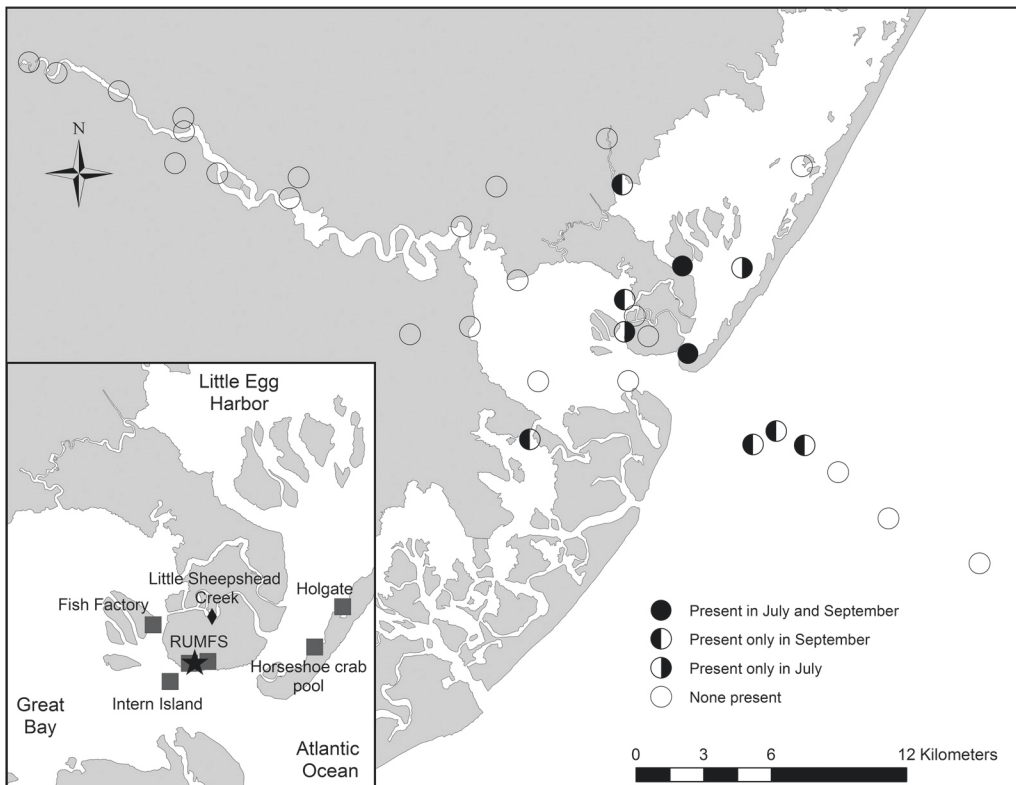 N
Little Egg
Harbor
Little Sheepshead
Creek
Holgate
Fish Factory
RUMFS
Horseshoe crab
pool
Intern Island
Great
Bay
Atlantic
Ocean
Present in July and September
Present only in September
Present only in July
None present
0 3 6 12 Kilometers